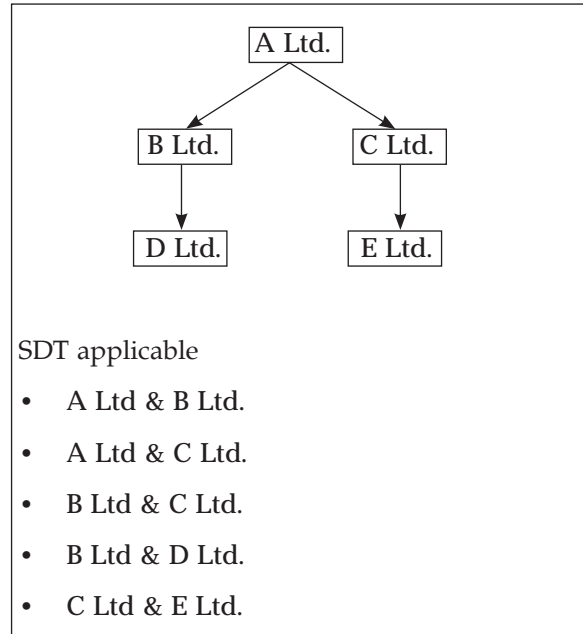 A Ltd.
B Ltd.
C Ltd.
D Ltd.
E Ltd.
SDT applicable
• A Ltd & B Ltd.
• A Ltd & C Ltd.
• B Ltd & C Ltd.
• B Ltd & D Ltd.
• C Ltd & E Ltd.